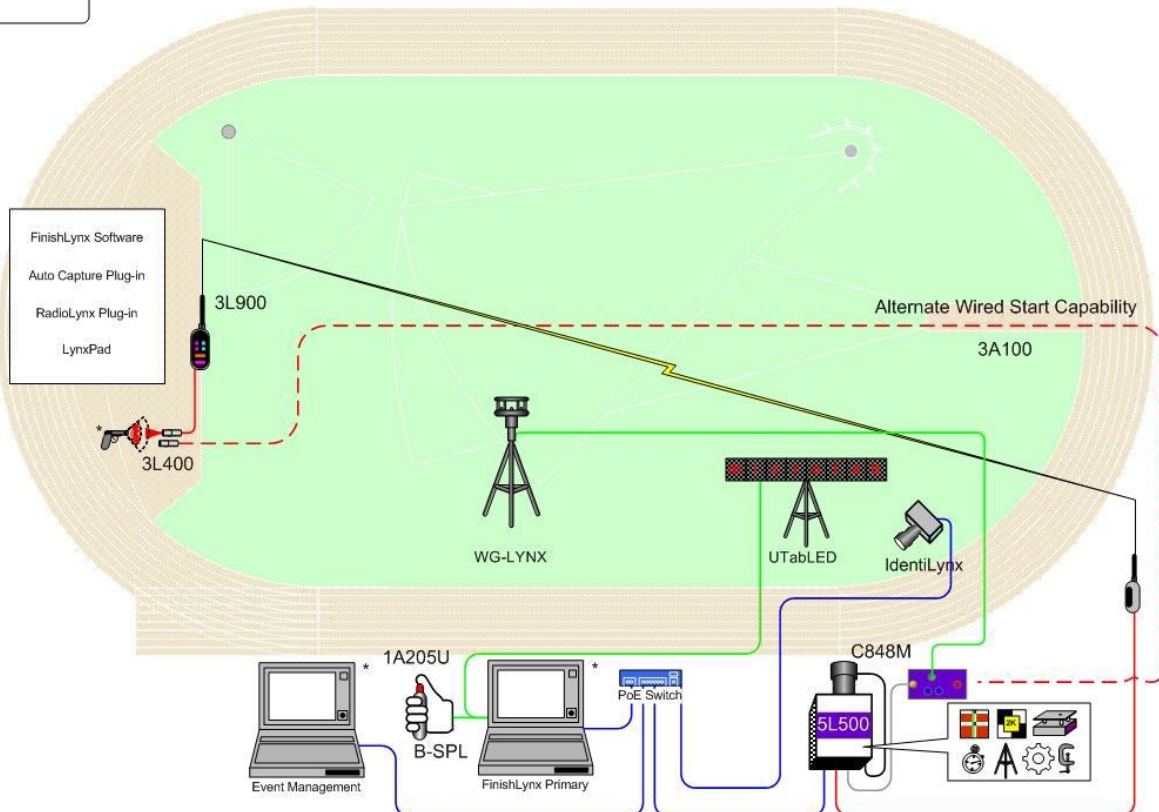 FinishLynx Software
Auto Capture Plug-in
RadioLynx Plug-in
LynxPad
3L900
Alternate Wired Start Capability
3A100
*
3L400
WG-LYNX
UTabLED
IdentiLynx
1A205U
*
*
PoE Switch
C848M
5L500
2K
B-SPL
Event Management
FinishLynx Primary